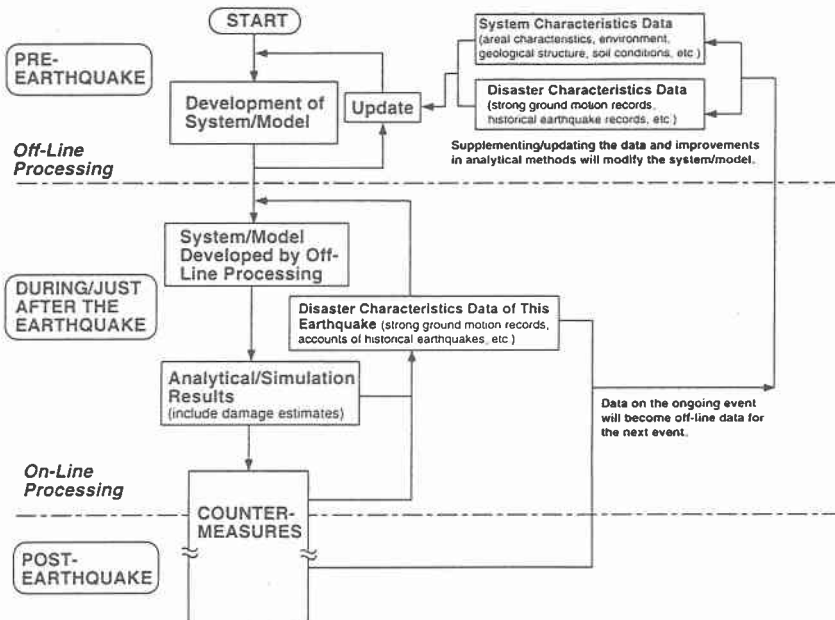 START
PRE-
EARTHQUAKE
Development of
System/Model
Update
System Characteristics Data
(areal characteristics, environment,
geological structure, soil conditions, etc )
Disaster Characteristics Data
(strong ground motion records,
historical earthquake records, etc )
Supplementing/updating the data and improvements
in analytical methods will modify the system/model.
Off-Line
Processing
System/Model
Developed by Off-
Line Processing
DURING/JUST
AFTER THE
EARTHQUAKE
Disaster Characteristics Data of This
Earthquake (strong ground motion records,
accounts of historical earthquakes, etc )
Analytical/Simulation
Results
(include damage estimates)
Data on the ongoing event
will become off-line data for
the next event.
On-Line
Processing
COUNTER-
MEASURES
POST-
EARTHQUAKE